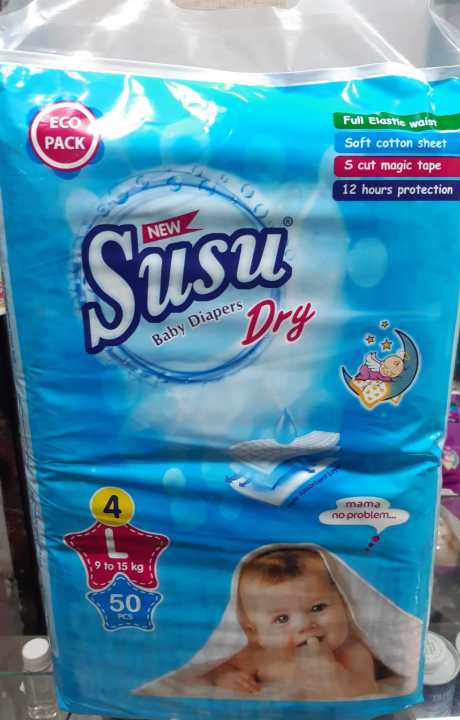 ECO
PACK
Full Elastic waist
Soft cotton sheet
S cut magic tape
12 hours protection
NEW
Susu®
Baby Diapers
Dry
mama
no problem...
4
L
9 to 15 kg
50
PCS